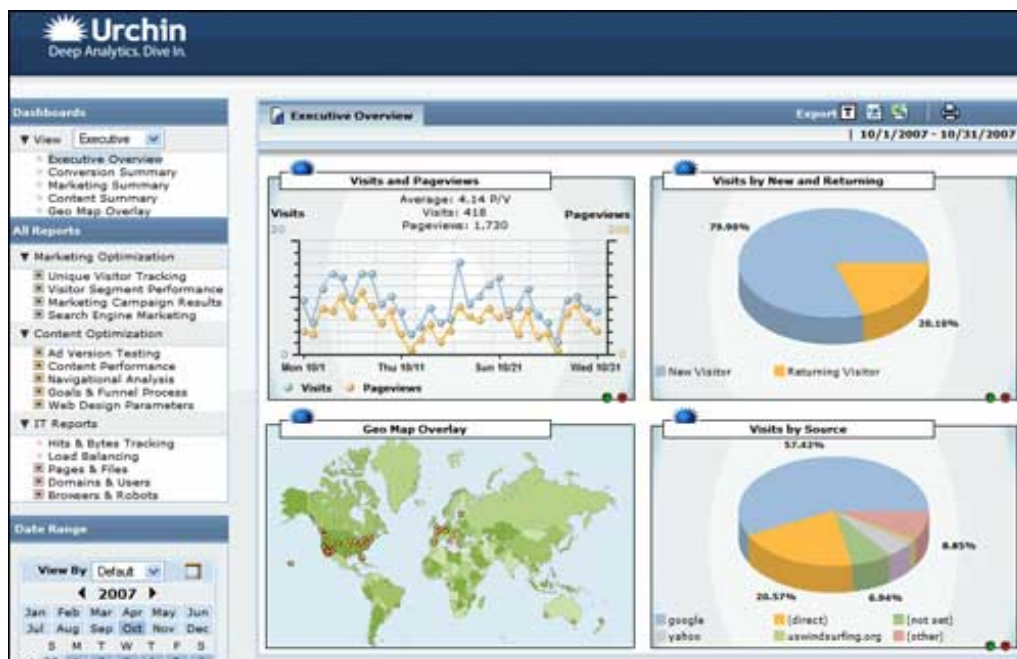 Urchin
Deep Analytics. Dive In.
Dashboards
View Executive
Executive Overview
Conversion Summary
Marketing Summary
Content Summary
Geo Map Overlay
All Reports
Marketing Optimization
Unique Visitor Tracking
Visitor Segment Performance
Marketing Campaign Results
Search Engine Marketing
Content Optimization
Ad Version Testing
Content Performance
Navigational Analysis
Goals & Funnel Process
Web Design Parameters
IT Reports
Hits & Bytes Tracking
Load Balancing
Pages & Files
Domains & Users
Browsers & Robots
Date Range
View By Default
2007
Jan Feb Mar Apr May Jun
Jul Aug Sep Oct Nov Dec
S M T W T F S
Executive Overview
Export T
| 10/1/2007 - 10/31/2007
Visits and Pageviews
Average: 4.14 P/V
Visits: 418
Pageviews: 1,730
Visits
Pageviews
0
0
Mon 10/1 Thu 10/11 Sun 10/21 Wed 10/31
Visits Pageviews
Visits by New and Returning
79.90%
20.10%
New Visitor Returning Visitor
Geo Map Overlay
Visits by Source
57.42%
8.85%
20.57%
6.94%
google (direct) (not set)
yahoo uswindsurfing.org (other)